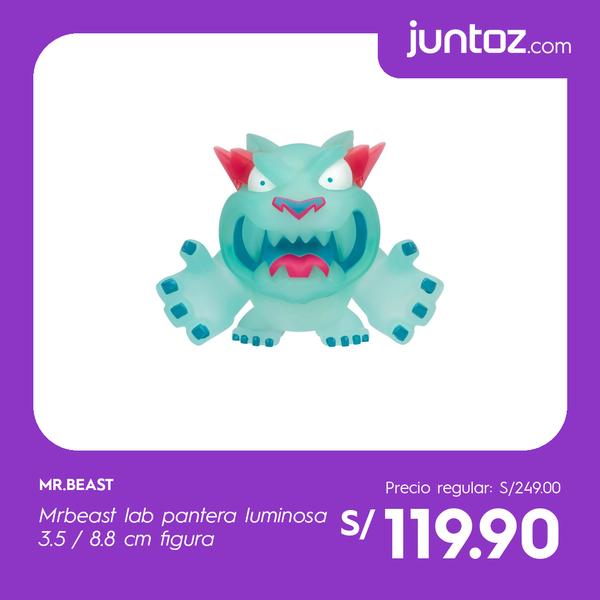 juntoz.com
MR.BEAST
Mrbeast lab pantera luminosa
3.5 / 8.8 cm figura
Precio regular: S/249.00
S/119.90